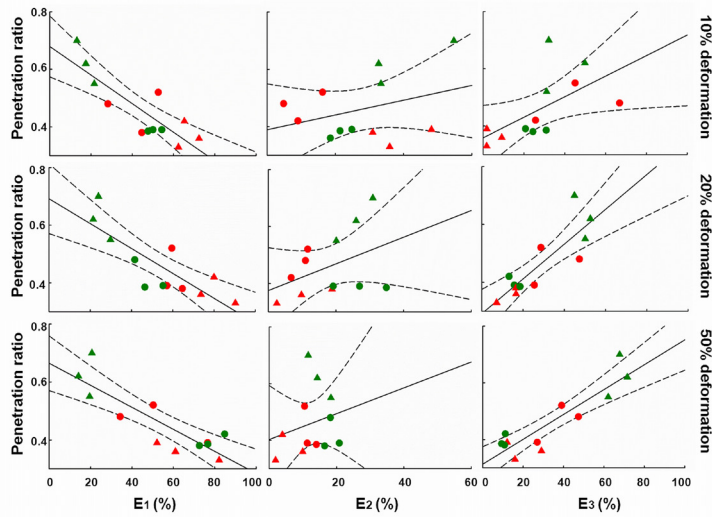 0.8
0.6
0.4
Penetration ratio
10% deformation
0.8
0.6
0.4
Penetration ratio
20% deformation
0.8
0.6
0.4
Penetration ratio
50% deformation
0 20 40 60 80 100 0 20 40 60 0 20 40 60 80 100
E1 (%) E2 (%) E3 (%)